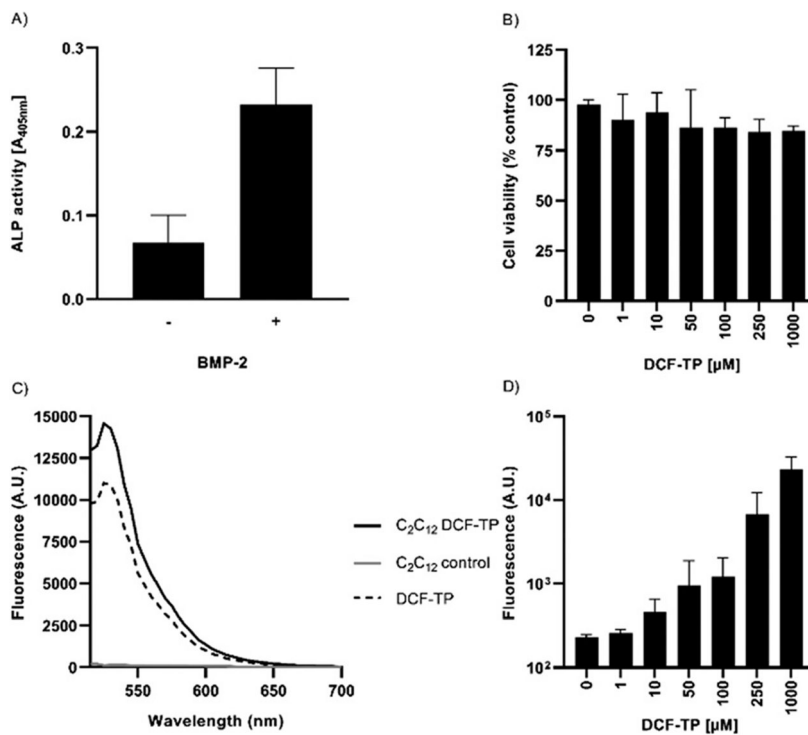 A)
ALP activity [A405nm]
0.3
0.2
0.1
0.0
- +
BMP-2
B)
Cell viability (% control)
125
100
75
50
25
0
0 1 10 50 100 250 1000
DCF-TP [µM]
C)
Fluorescence (A.U.)
15000
12500
10000
7500
5000
2500
0
550 600 650 700
Wavelength (nm)
C2C12 DCF-TP
C2C12 control
DCF-TP
D)
Fluorescence (A.U.)
10⁵
10⁴
10³
10²
0 1 10 50 100 250 1000
DCF-TP [µM]